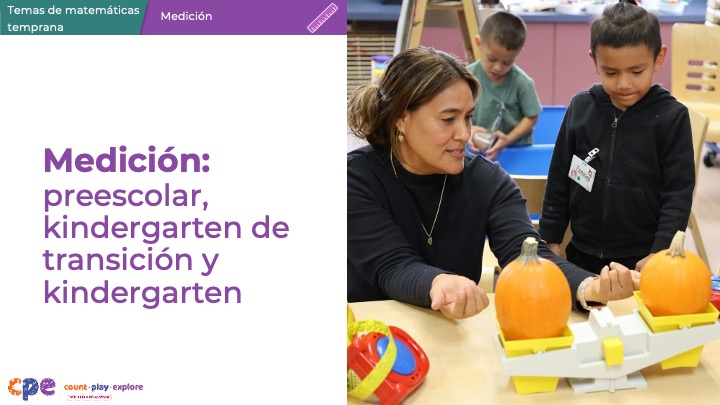 Temas de matemáticas
temprana
Medición
Medición:
preescolar,
kindergarten de
transición y
kindergarten
cpe count·play·explore